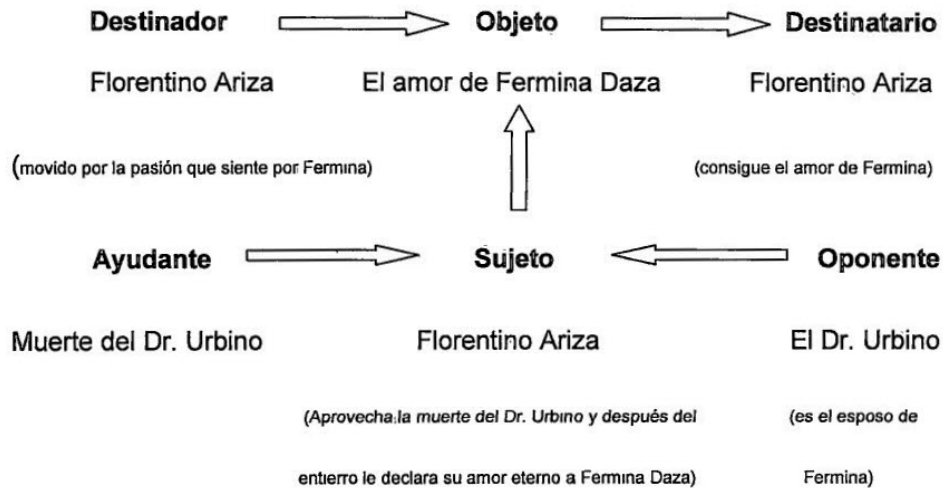 Destinador Objeto Destinatario
Florentino Ariza El amor de Fermina Daza Florentino Ariza
(movido por la pasión que siente por Fermina) (consigue el amor de Fermina)
Ayudante Sujeto Oponente
Muerte del Dr. Urbino Florentino Ariza El Dr. Urbino
(Aprovecha la muerte del Dr. Urbino y después del (es el esposo de
entierro le declara su amor eterno a Fermina Daza) Fermina)